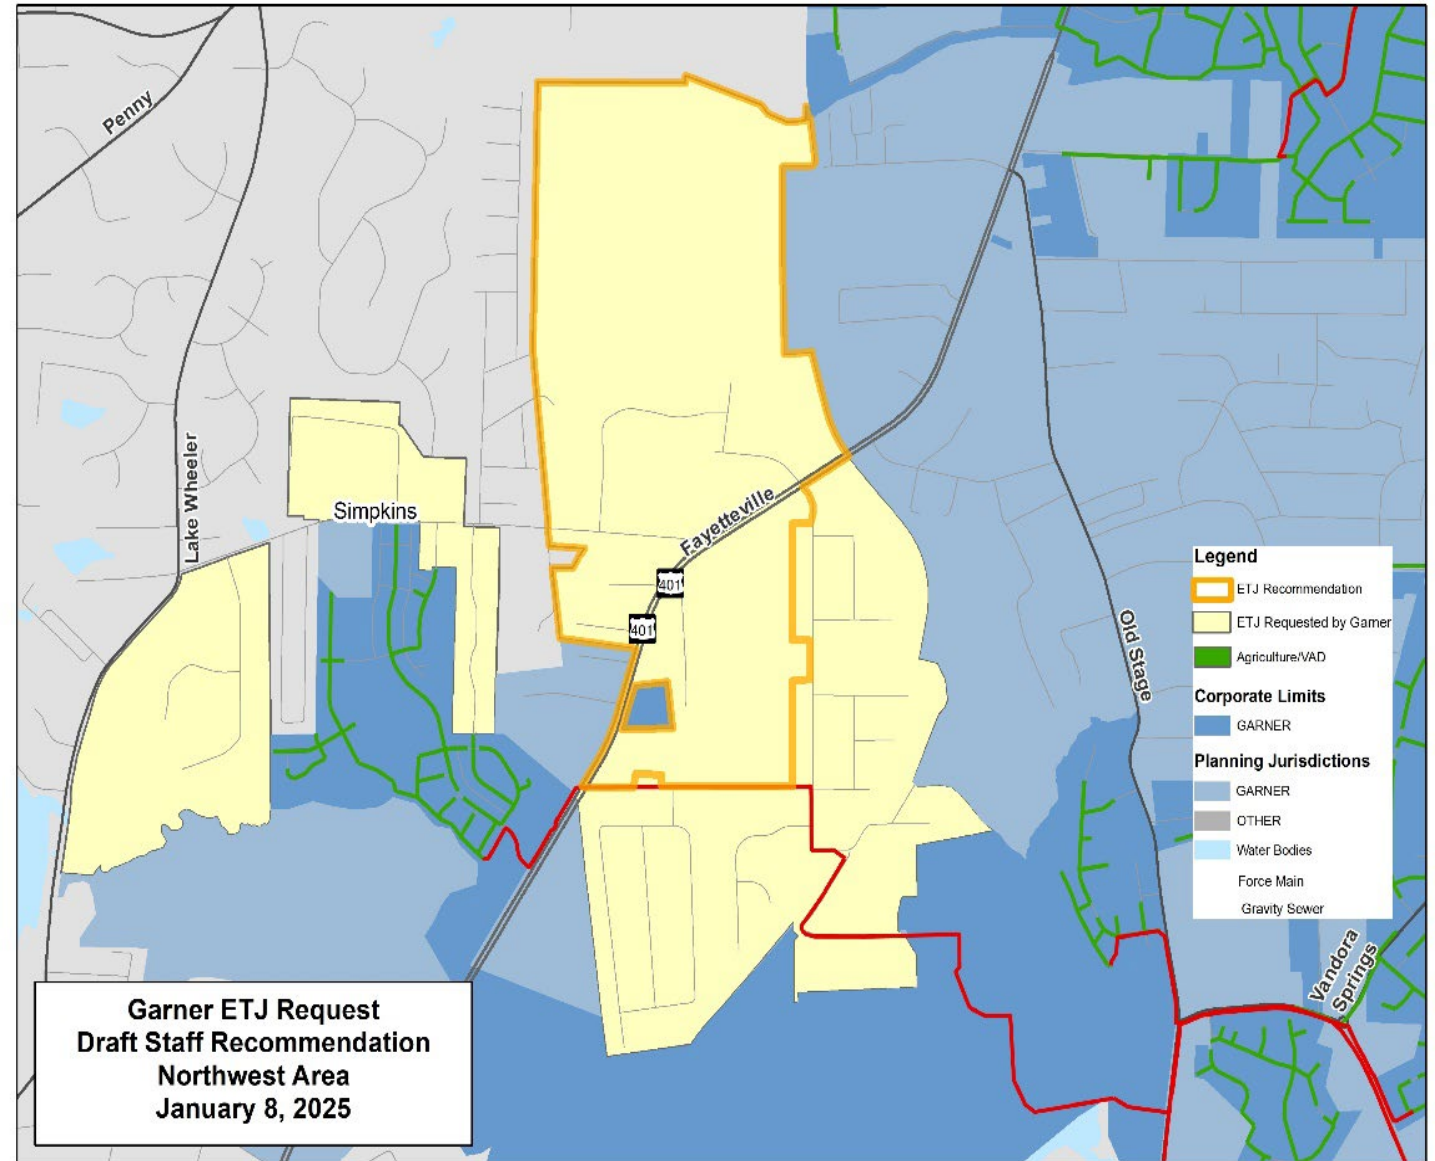 Penny
Lake Wheeler
Simpkins
Fayetteville
401
401
Old Stage
Vandora
Springs
Legend
ETJ Recommendation
ETJ Requested by Garner
Agriculture/VAD
Corporate Limits
GARNER
Planning Jurisdictions
GARNER
OTHER
Water Bodies
Force Main
Gravity Sewer
Garner ETJ Request
Draft Staff Recommendation
Northwest Area
January 8, 2025